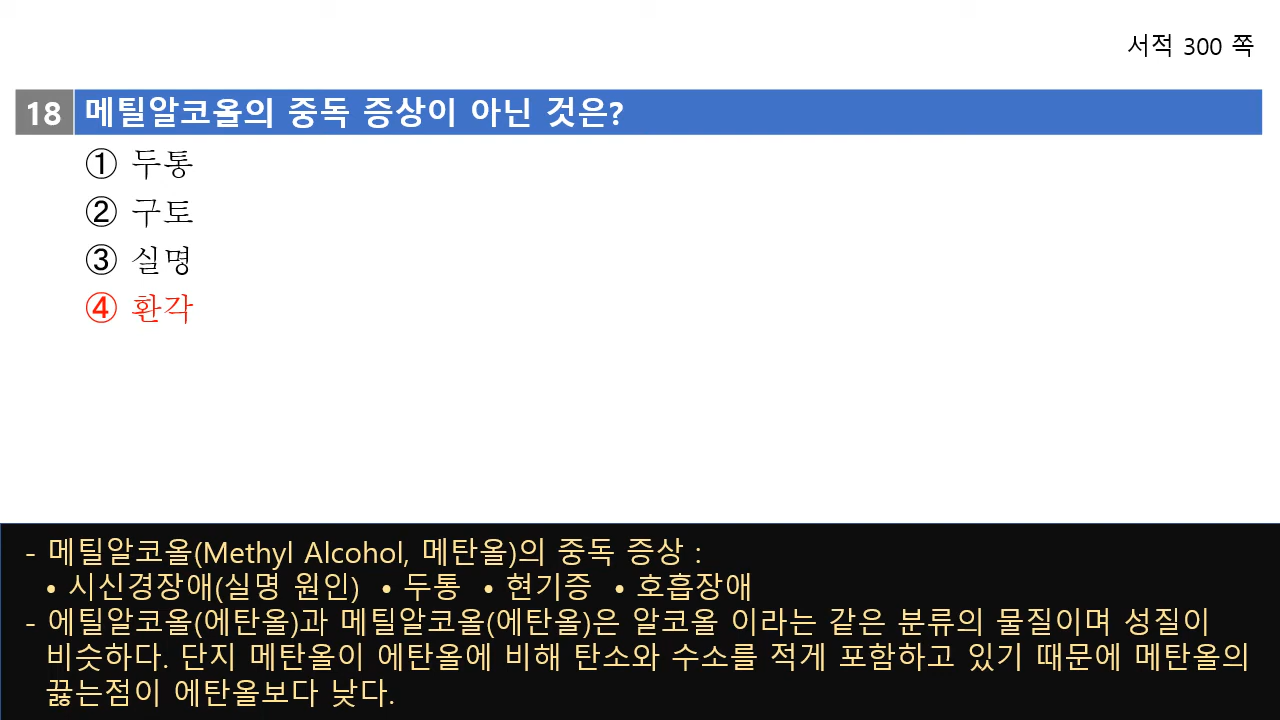 서적 300 쪽
18 메틸알코올의 중독 증상이 아닌 것은?
① 두통
② 구토
③ 실명
④ 환각
- 메틸알코올(Methyl Alcohol, 메탄올)의 중독 증상 :
• 시신경장애(실명 원인) • 두통 • 현기증 • 호흡장애
- 에틸알코올(에탄올)과 메틸알코올(에탄올)은 알코올 이라는 같은 분류의 물질이며 성질이
비슷하다. 단지 메탄올이 에탄올에 비해 탄소와 수소를 적게 포함하고 있기 때문에 메탄올의
끓는점이 에탄올보다 낮다.